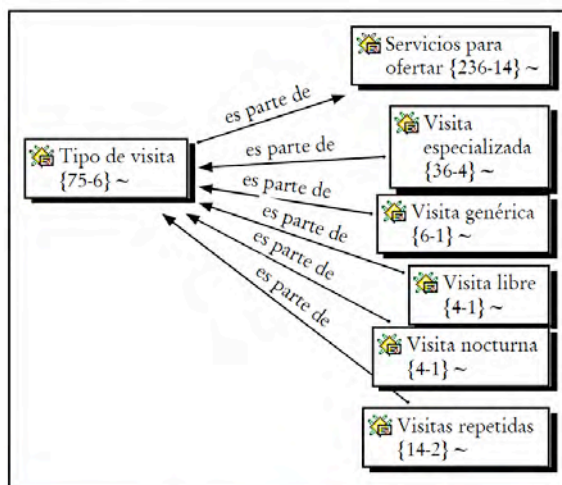 Servicios para
ofertar {236-14} ~
es parte de
Tipo de visita
{75-6} ~
es parte de
Visita
especializada
{36-4} ~
es parte de
Visita genérica
{6-1} ~
es parte de
Visita libre
{4-1} ~
es parte de
Visita nocturna
{4-1} ~
es parte de
Visitas repetidas
{14-2} ~